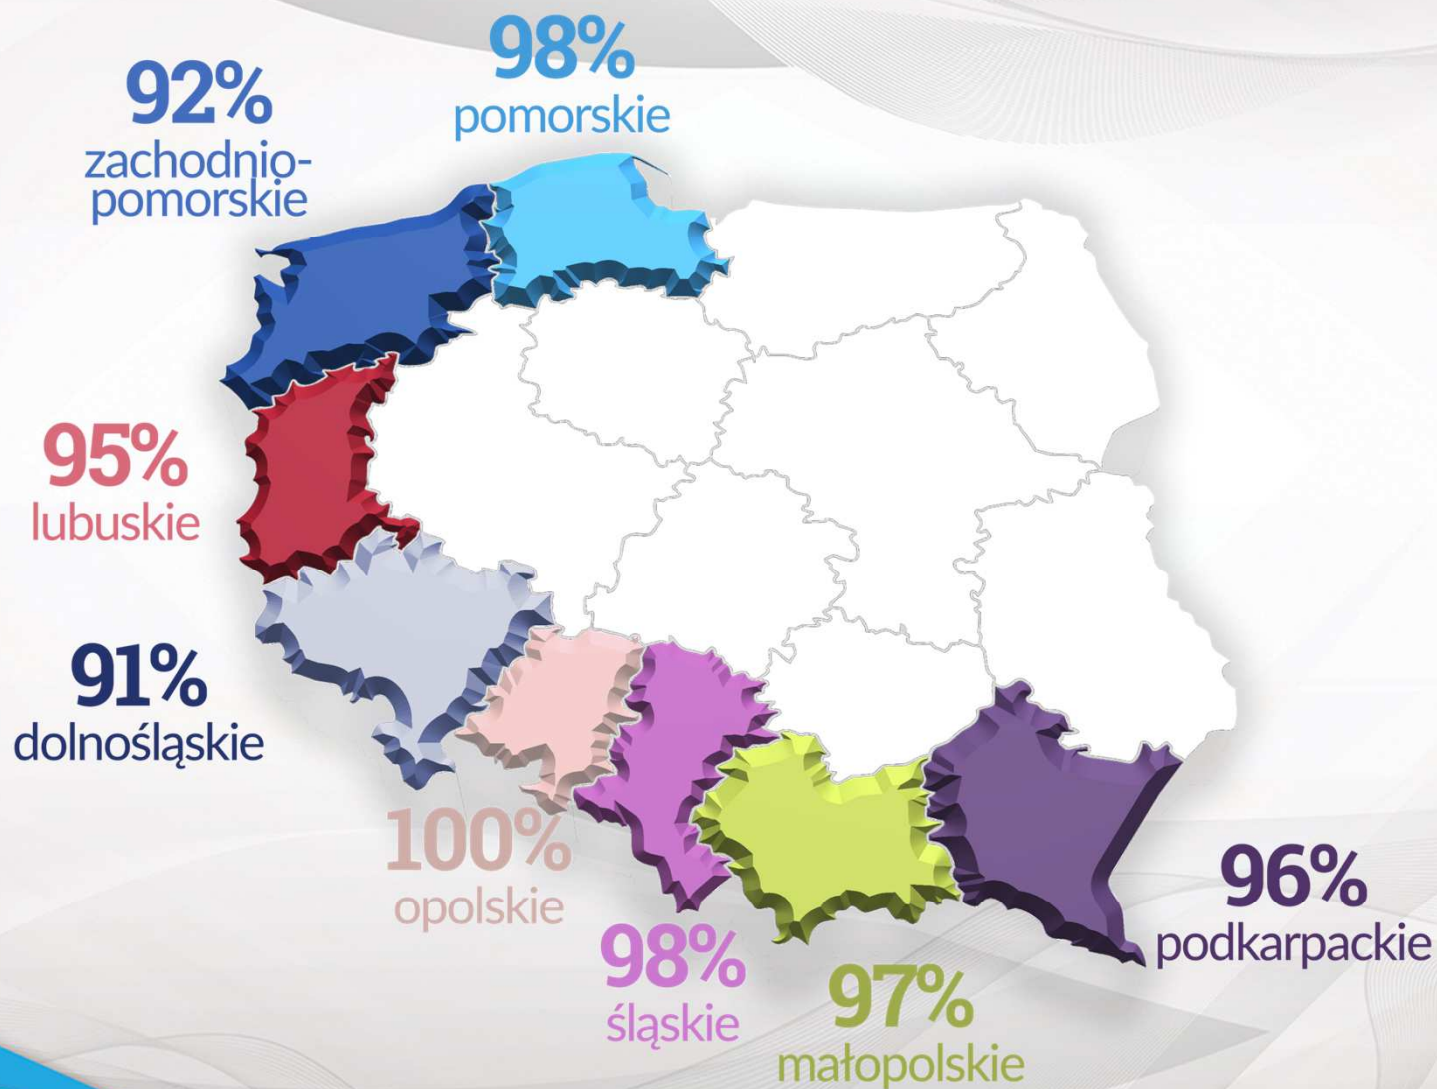 98%
pomorskie
92%
zachodnio-
pomorskie
95%
lubuskie
91%
dolnośląskie
100%
opolskie
98%
śląskie
97%
małopolskie
96%
podkarpackie